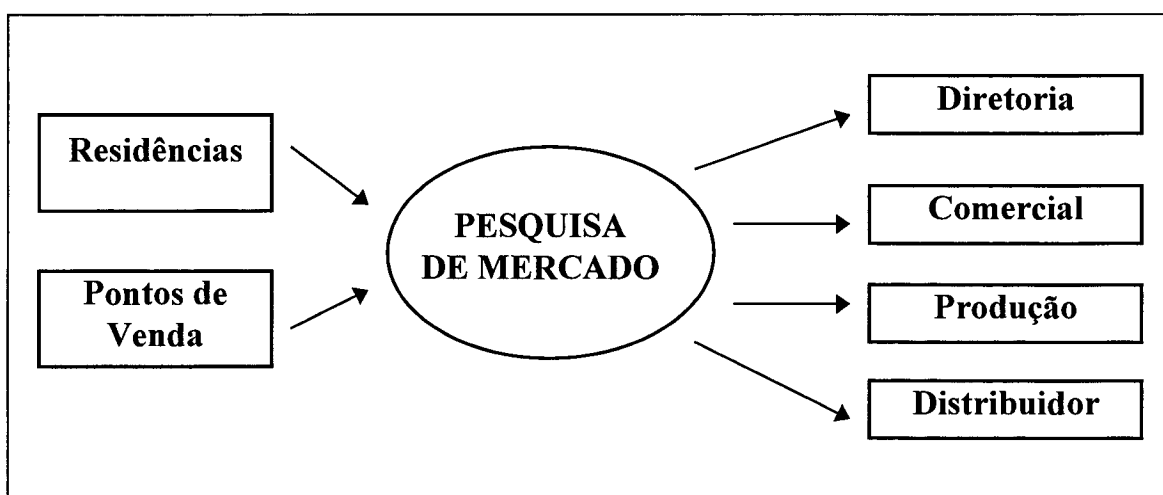 Residências
Pontos de
Venda
PESQUISA
DE MERCADO
Diretoria
Comercial
Produção
Distribuidor